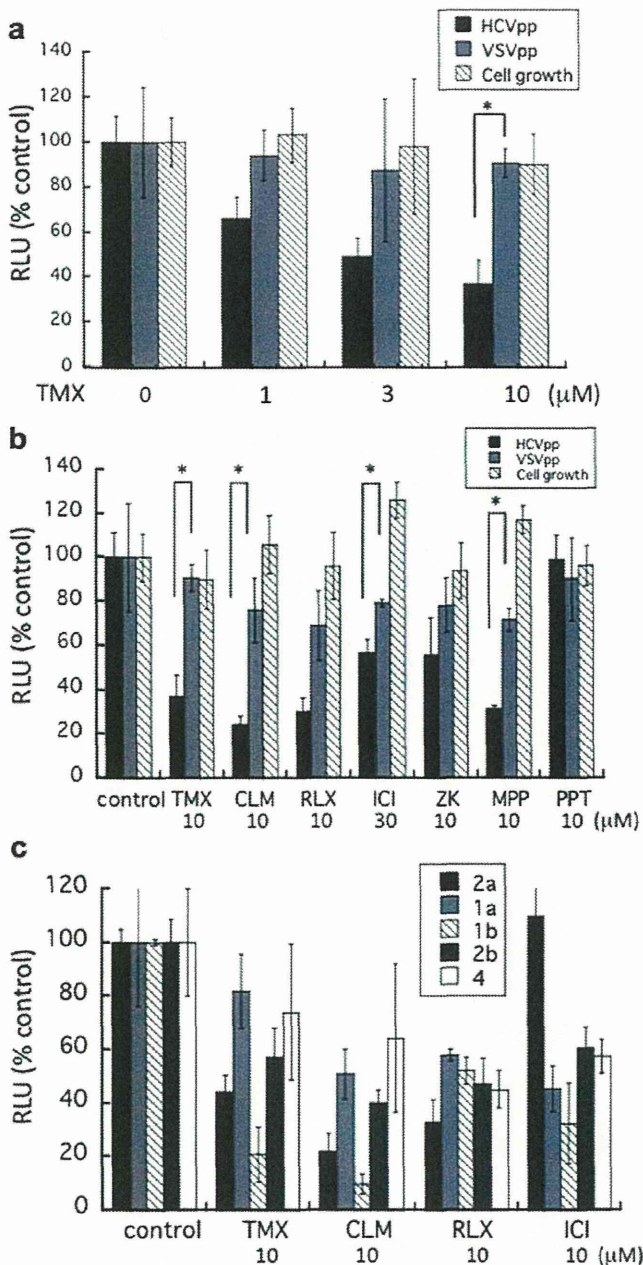 a
HCVpp
VSVpp
Cell growth
RLU (% control)
140
120
100
80
60
40
20
0
*
TMX 0 1 3 10 (μM)
b
HCVpp
VSVpp
Cell growth
RLU (% control)
140
120
100
80
60
40
20
0
* * * *
control TMX CLM RLX ICI ZK MPP PPT
10 10 10 30 10 10 10 (μM)
c
2a
1a
1b
2b
4
RLU (% control)
120
100
80
60
40
20
0
control TMX CLM RLX ICI
10 10 10 10 (μM)